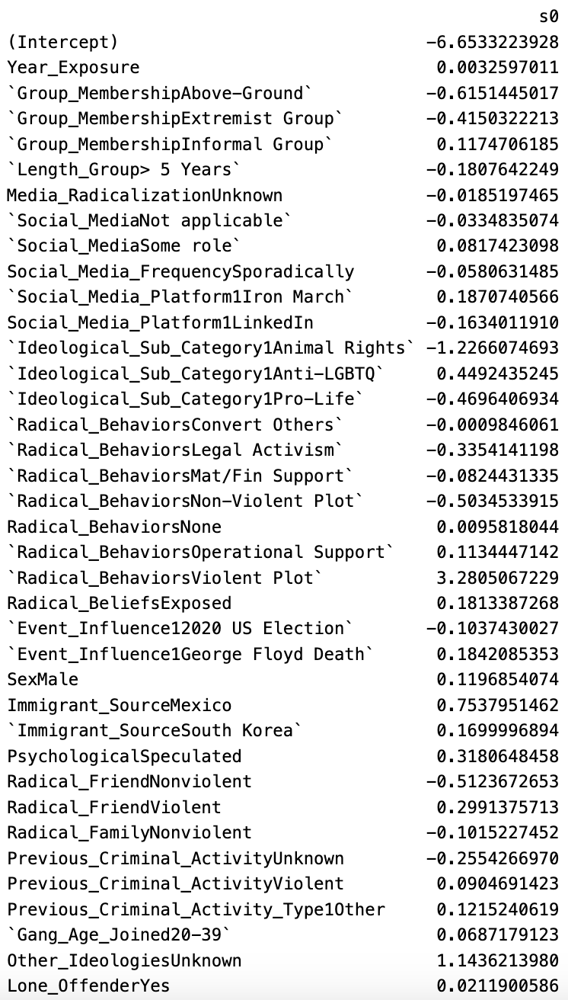 s0
(Intercept) -6.6533223928
Year_Exposure 0.0032597011
`Group_MembershipAbove-Ground` -0.6151445017
`Group_MembershipExtremist Group` -0.4150322213
`Group_MembershipInformal Group` 0.1174706185
`Length_Group> 5 Years` -0.1807642249
Media_RadicalizationUnknown -0.0185197465
`Social_MediaNot applicable` -0.0334835074
`Social_MediaSome role` 0.0817423098
Social_Media_FrequencySporadically -0.0580631485
`Social_Media_Platform1Iron March` 0.1870740566
Social_Media_Platform1LinkedIn -0.1634011910
`Ideological_Sub_Category1Animal Rights` -1.2266074693
`Ideological_Sub_Category1Anti-LGBTQ` 0.4492435245
`Ideological_Sub_Category1Pro-Life` -0.4696406934
`Radical_BehaviorsConvert Others` -0.0009846061
`Radical_BehaviorsLegal Activism` -0.3354141198
`Radical_BehaviorsMat/Fin Support` -0.0824431335
`Radical_BehaviorsNon-Violent Plot` -0.5034533915
Radical_BehaviorsNone 0.0095818044
`Radical_BehaviorsOperational Support` 0.1134447142
`Radical_BehaviorsViolent Plot` 3.2805067229
Radical_BeliefsExposed 0.1813387268
`Event_Influence12020 US Election` -0.1037430027
`Event_Influence1George Floyd Death` 0.1842085353
SexMale 0.1196854074
Immigrant_SourceMexico 0.7537951462
`Immigrant_SourceSouth Korea` 0.1699996894
PsychologicalSpeculated 0.3180648458
Radical_FriendNonviolent -0.5123672653
Radical_FriendViolent 0.2991375713
Radical_FamilyNonviolent -0.1015227452
Previous_Criminal_ActivityUnknown -0.2554266970
Previous_Criminal_ActivityViolent 0.0904691423
Previous_Criminal_Activity_Type1Other 0.1215240619
`Gang_Age_Joined20-39` 0.0687179123
Other_IdeologiesUnknown 1.1436213980
Lone_OffenderYes 0.0211900586